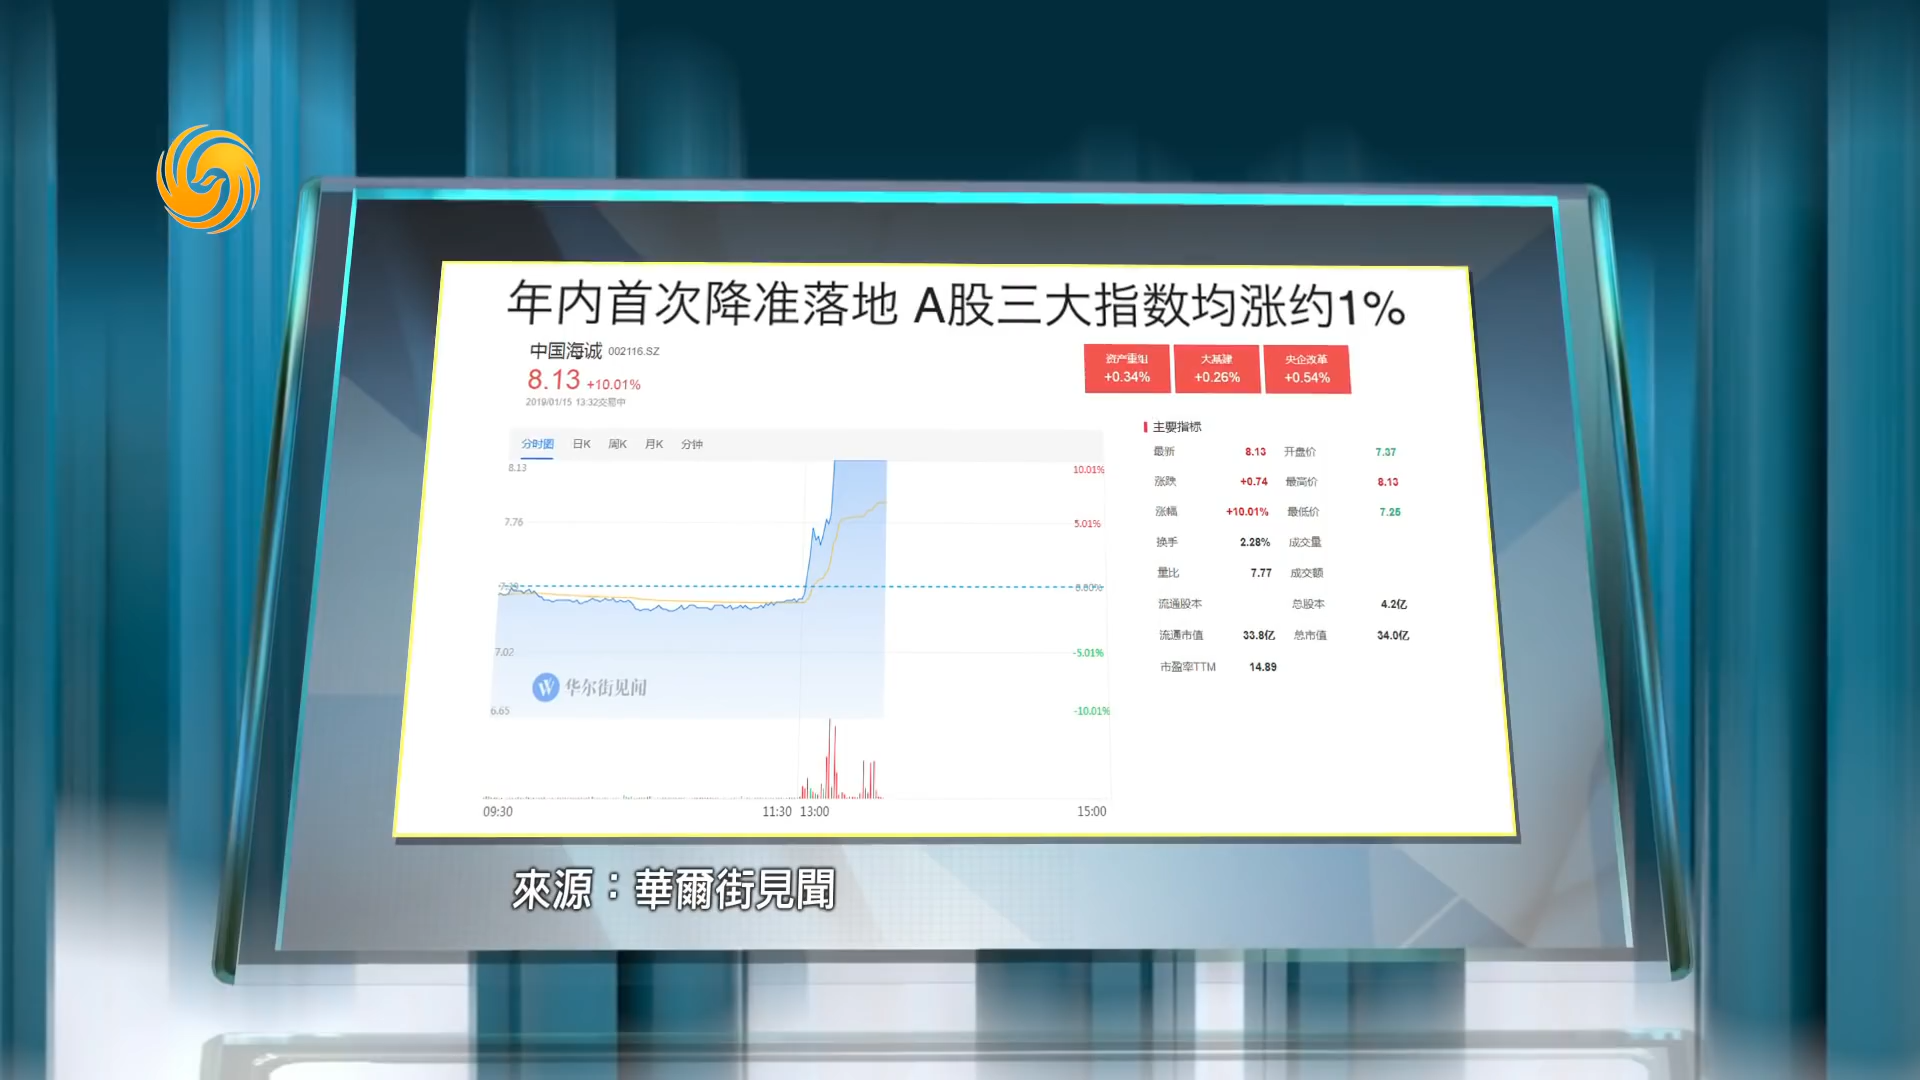 年内首次降准落地 A股三大指数均涨约1%
中国海诚 002116.SZ
8.13 +10.01%
2019/01/15 13:32交易中
资产重组 大基建 央企改革
+0.34% +0.26% +0.54%
分时图 日K 周K 月K 分钟
8.13 10.01%
7.76 5.01%
7.39 0.00%
7.02 -5.01%
6.65 -10.01%
W 华尔街见闻
09:30 11:30 13:00 15:00
主要指标
最新 8.13 开盘价 7.37
涨跌 +0.74 最高价 8.13
涨幅 +10.01% 最低价 7.25
换手 2.28% 成交量
量比 7.77 成交额
流通股本 总股本 4.2亿
流通市值 33.8亿 总市值 34.0亿
市盈率TTM 14.89
來源：華爾街見聞